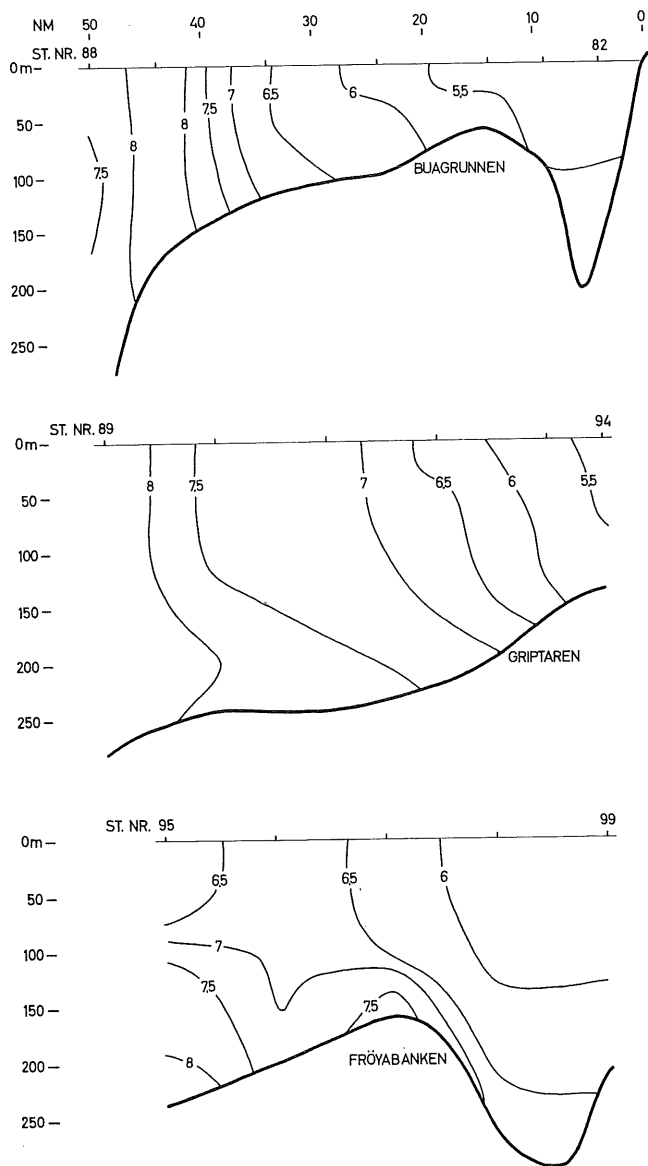 NM 50 40 30 20 10 0
ST. NR. 88 82
0m
8 8 7,5 7 6,5 6 5,5
50
7,5
100
BUAGRUNNEN
150
200
250
ST. NR. 89 94
0m
8 7,5 7 6,5 6 5,5
50
100
150
200
GRIPTAREN
250
ST. NR. 95 99
0m
6,5 6,5 6
50
100
7
7,5 7,5
150
200
8
FRÖYABANKEN
250